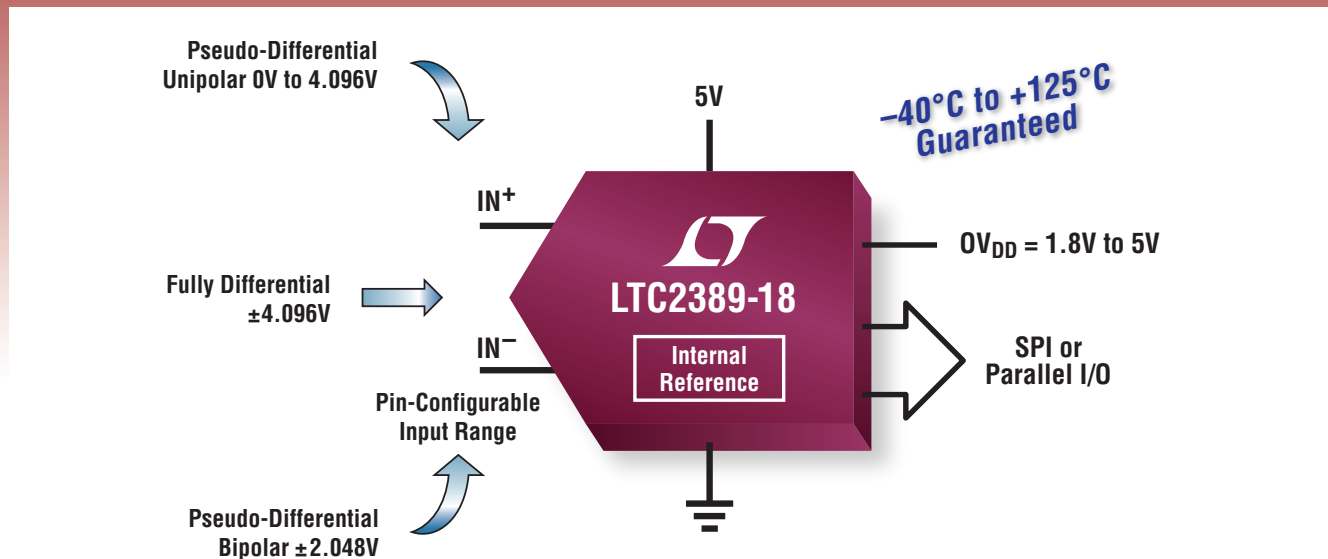 Pseudo-Differential
Unipolar 0V to 4.096V
5V
–40°C to +125°C
Guaranteed
IN+
OVDD = 1.8V to 5V
Fully Differential
±4.096V
LTC2389-18
IN–
Internal
Reference
SPI or
Parallel I/O
Pin-Configurable
Input Range
Pseudo-Differential
Bipolar ±2.048V